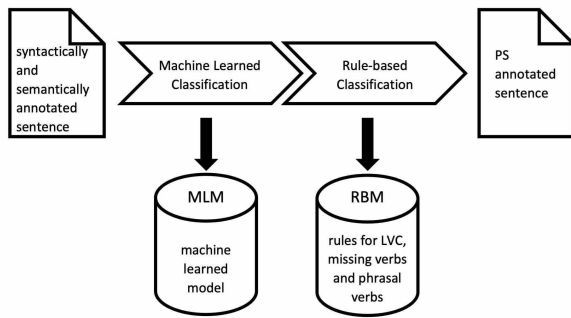 syntactically
and
semantically
annotated
sentence
Machine Learned
Classification
Rule-based
Classification
PS
annotated
sentence
MLM
machine
learned
model
RBM
rules for LVC,
missing verbs
and phrasal
verbs